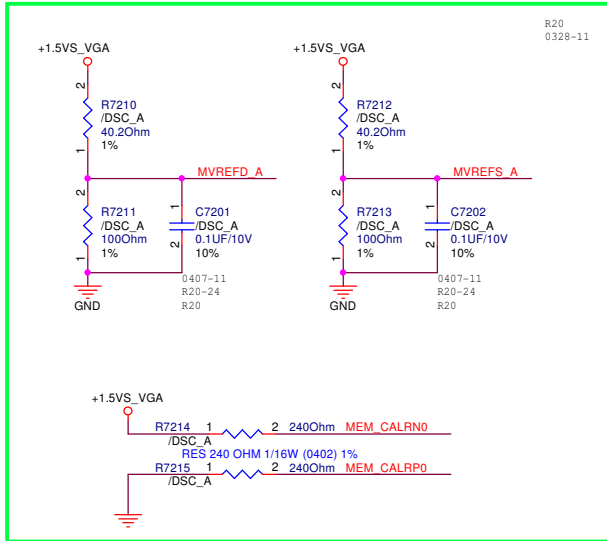 R20
0328-11
+1.5VS_VGA
2
R7210
/DSC_A
40.2Ohm
1%
1
MVREFD_A
2
R7211
/DSC_A
100Ohm
1%
1
1
C7201
/DSC_A
2
0.1UF/10V
10%
0407-11
R20-24
R20
GND
+1.5VS_VGA
2
R7212
/DSC_A
40.2Ohm
1%
1
MVREFS_A
2
R7213
/DSC_A
100Ohm
1%
1
1
C7202
/DSC_A
2
0.1UF/10V
10%
0407-11
R20-24
R20
GND
+1.5VS_VGA
R7214 1 2 240Ohm MEM_CALRN0
/DSC_A
RES 240 OHM 1/16W (0402) 1%
R7215 1 2 240Ohm MEM_CALRP0
/DSC_A